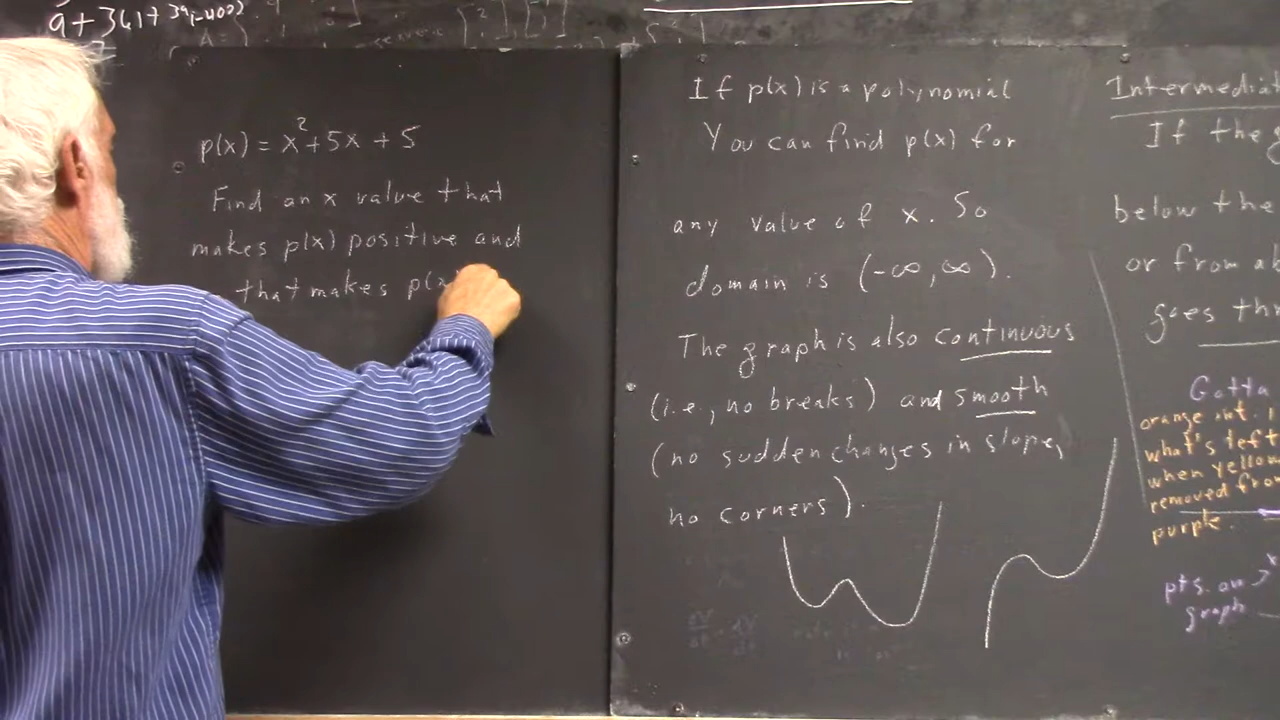 p(x) = x²+5x + 5
Find an x value that
makes p(x) positive and
that makes p(x
If p(x) is a polynomial
You can find p(x) for
any value of x. So
domain is (-∞, ∞).
The graph is also continuous
(i.e., no breaks) and smooth
(no sudden changes in slope,
no corners).
Intermediat
If the
below the
or from ab
goes thr
Gotta
orange int. 
what's left
when yellow
removed from
purple.
pts. on
graph